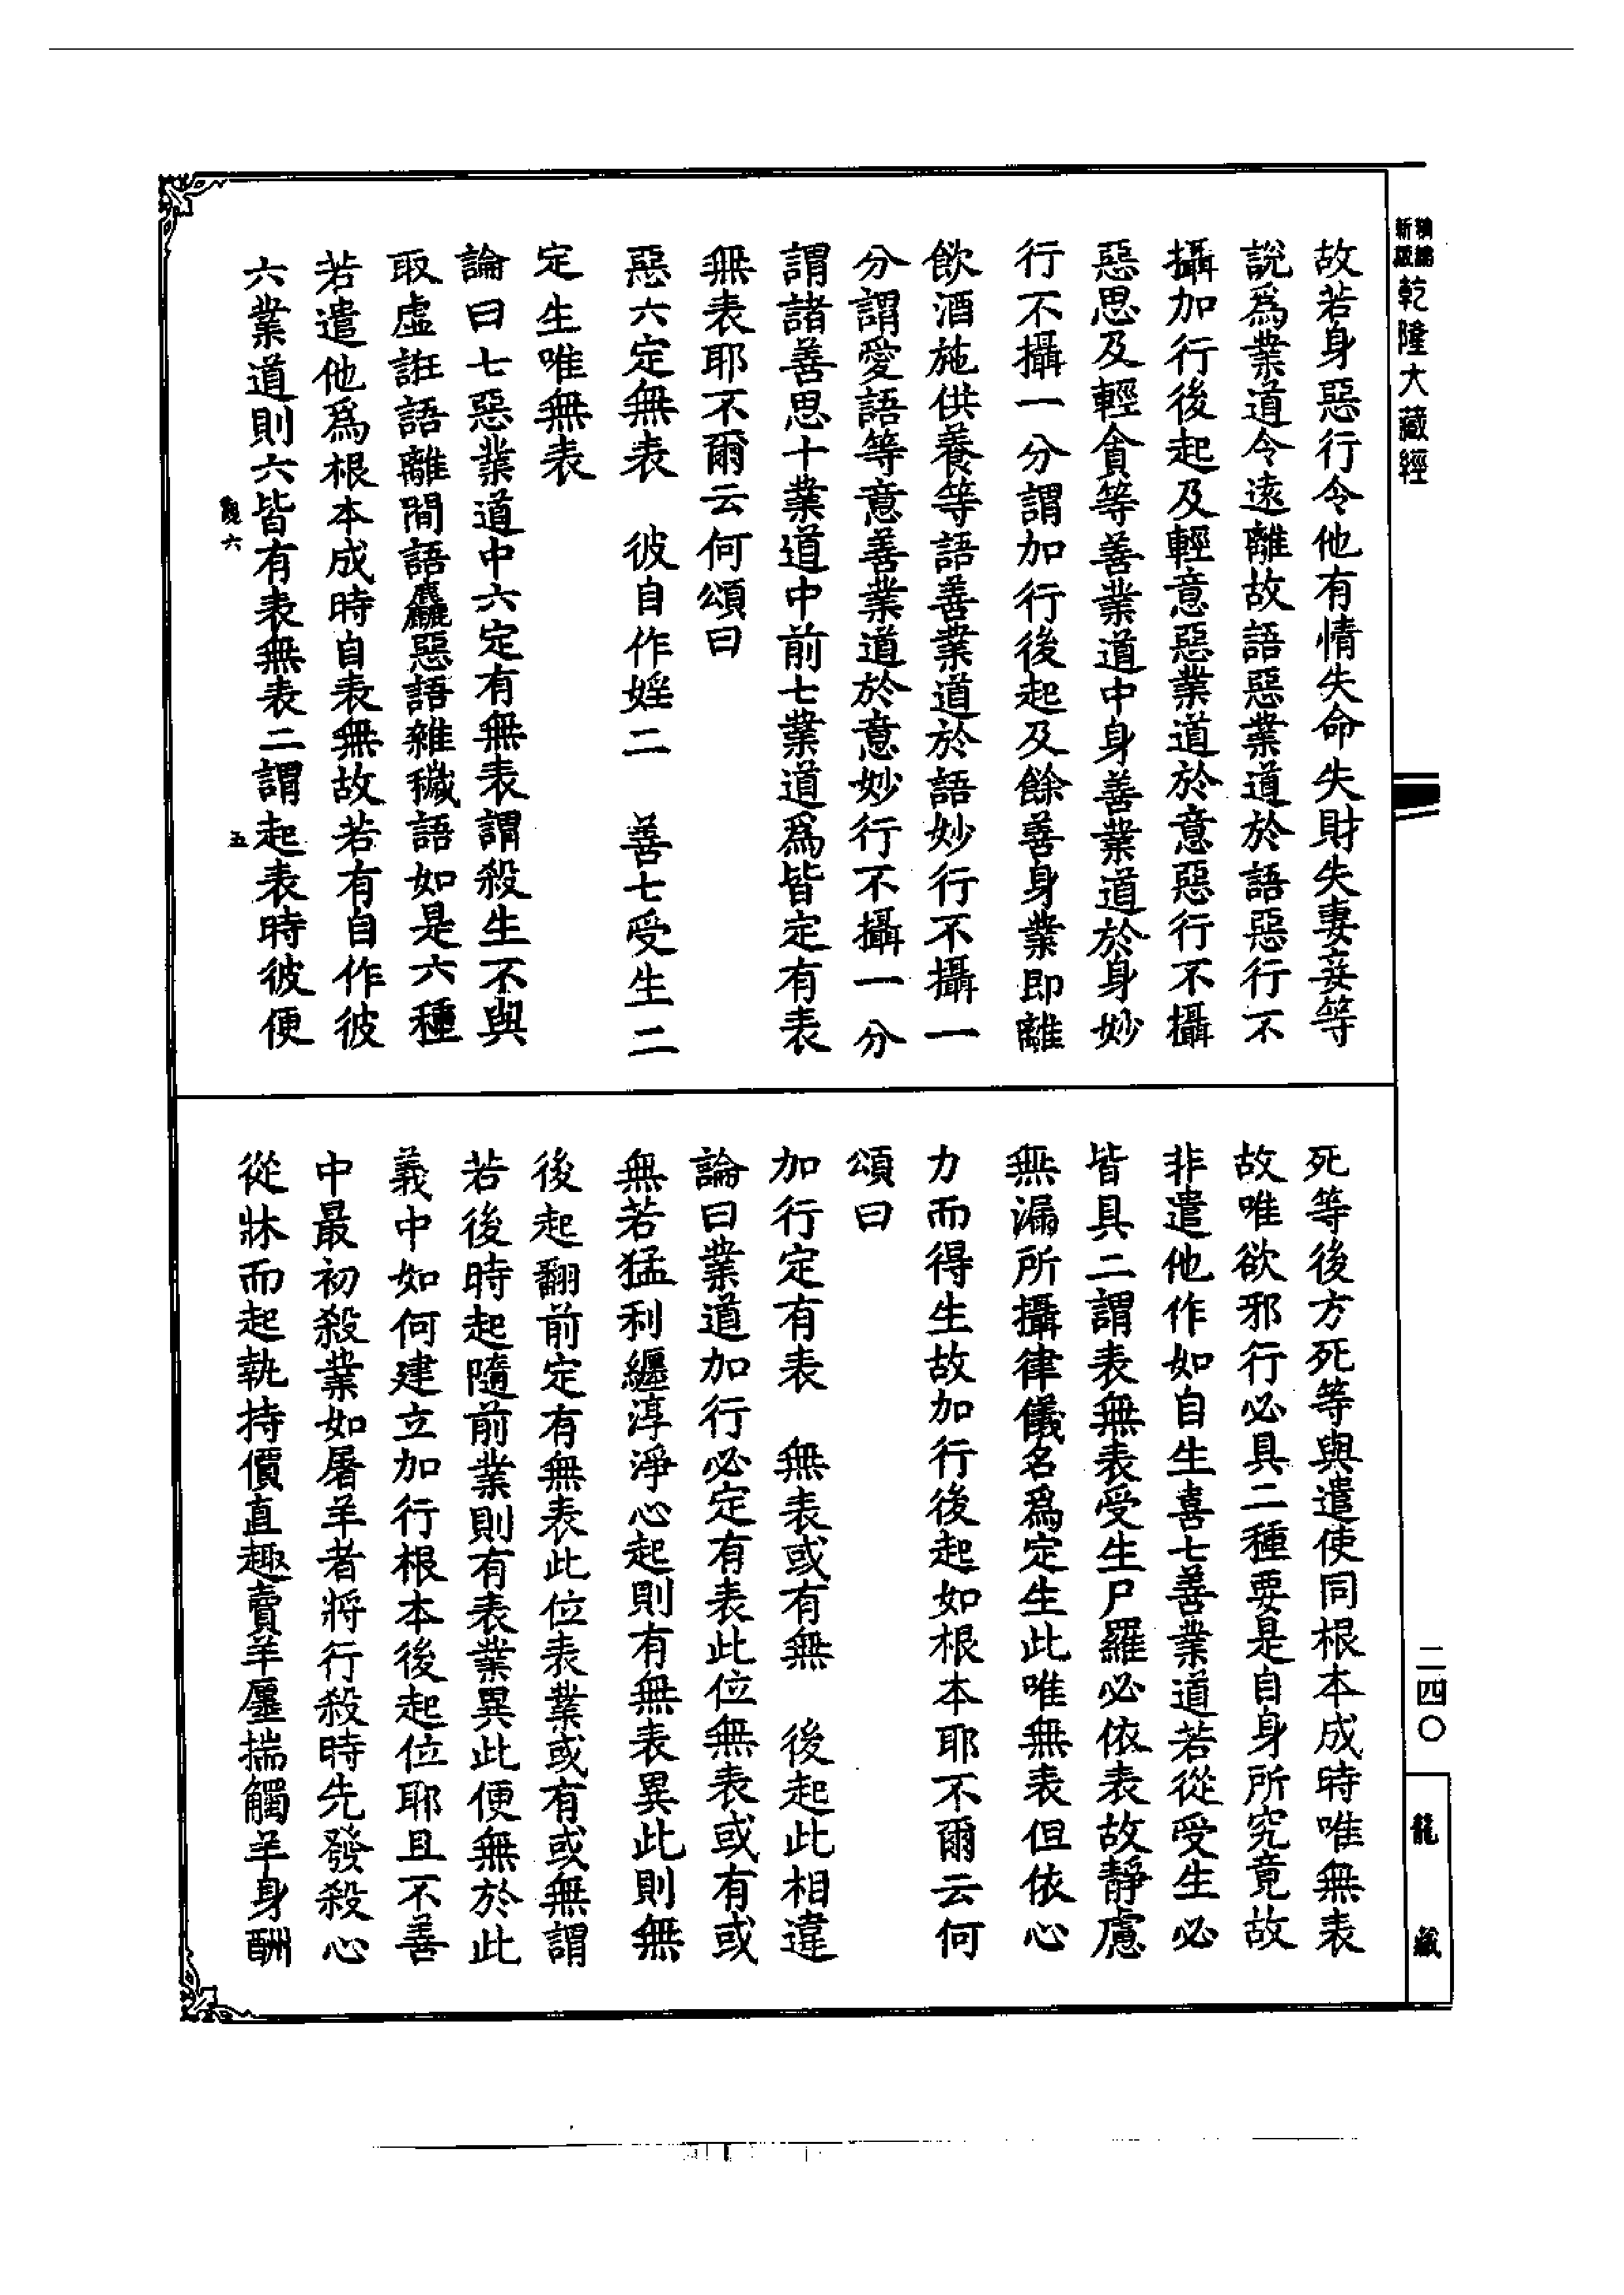 新編
縮版
乾隆大藏經
故若身惡行令他有情失命失財失妻妾等
說爲業道令遠離故語惡業道於語惡行不
攝加行後起及輕意惡業道於意惡行不攝
惡思及輕貪等善業道中身善業道於身妙
行不攝一分謂加行後起及餘善身業即離
飲酒施供養等語善業道於語妙行不攝一
分謂愛語等意善業道於意妙行不攝一分
謂諸善思十業道中前七業道爲皆定有表
無表耶不爾云何頌曰
惡六定無表　彼自作婬二　善七受生二
定生唯無表
論曰七惡業道中六定有無表謂殺生不與
取虛誑語離間語麤惡語雜穢語如是六種
若遣他爲根本成時自表無故若有自作彼
六業道則六皆有表無表二謂起表時彼便
六
五
死等後方死等與遣使同根本成時唯無表
故唯欲邪行必具二種要是自身所究竟故
非遣他作如自生喜七善業道若從受生必
皆具二謂表無表受生尸羅必依表故靜慮
無漏所攝律儀名爲定生此唯無表但依心
力而得生故加行後起如根本耶不爾云何
頌曰
加行定有表　無表或有無　後起此相違
論曰業道加行必定有表此位無表或有或
無若猛利纏淳淨心起則有無表異此則無
後起翻前定有無表此位表業或有或無謂
若後時起隨前業則有表業異此便無於此
義中如何建立加行根本後起位耶且不善
中最初殺業如屠羊者將行殺時先發殺心
從牀而起執持價直趣賣羊廛揣觸羊身酬
二四〇
龍藏